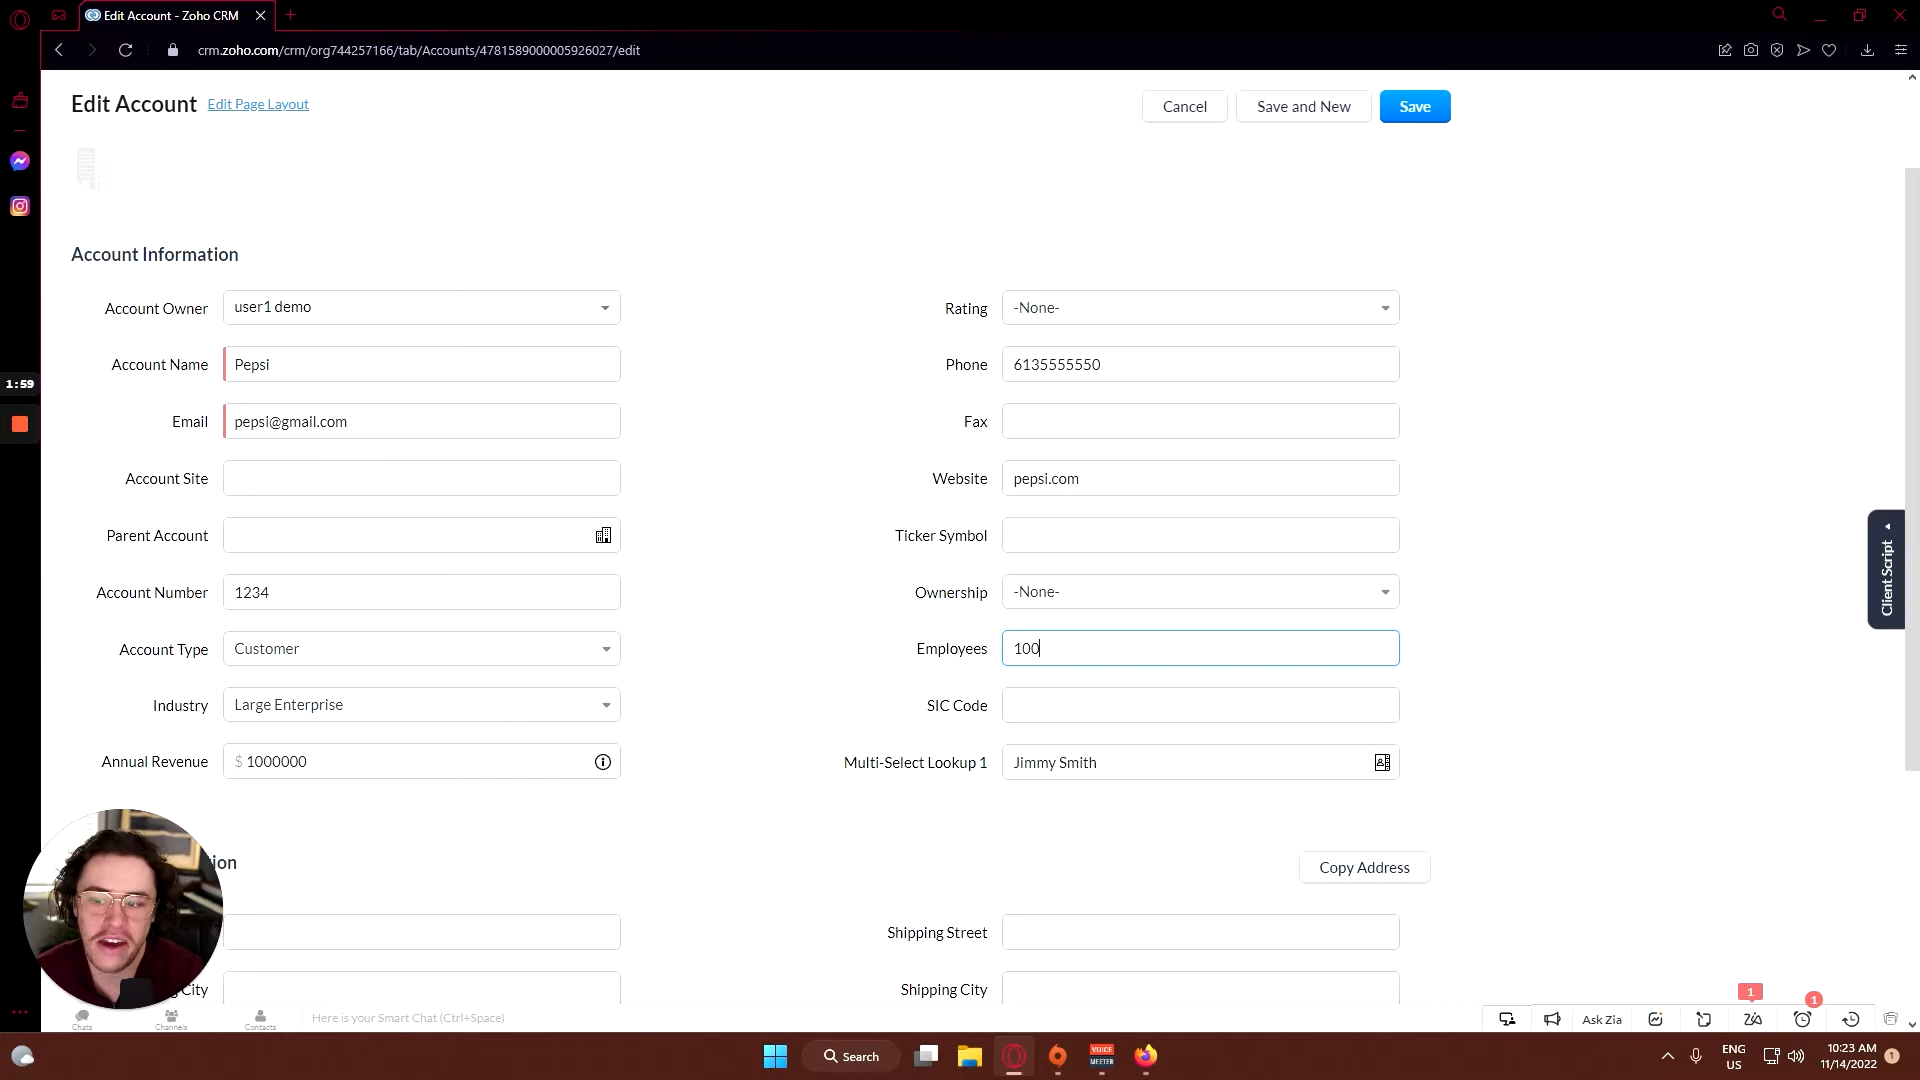 Edit Account - Zoho CRM
crm.zoho.com/crm/org744257166/tab/Accounts/4781589000005926027/edit
Edit Account Edit Page Layout
Cancel Save and New Save
Account Information
Account Owner user1 demo Rating -None-
Account Name Pepsi Phone 6135555550
Email pepsi@gmail.com Fax
1:59
Account Site Website pepsi.com
Parent Account Ticker Symbol
Client Script
Account Number 1234 Ownership -None-
Account Type Customer Employees 100
Industry Large Enterprise SIC Code
Annual Revenue $ 1000000 Multi-Select Lookup 1 Jimmy Smith
Copy Address
Shipping Street
City Shipping City
1 1
Chats Channels Contacts Here is your Smart Chat (Ctrl+Space) Ask Zia
Search VOICE MEETER ENG US 10:23 AM 11/14/2022 1